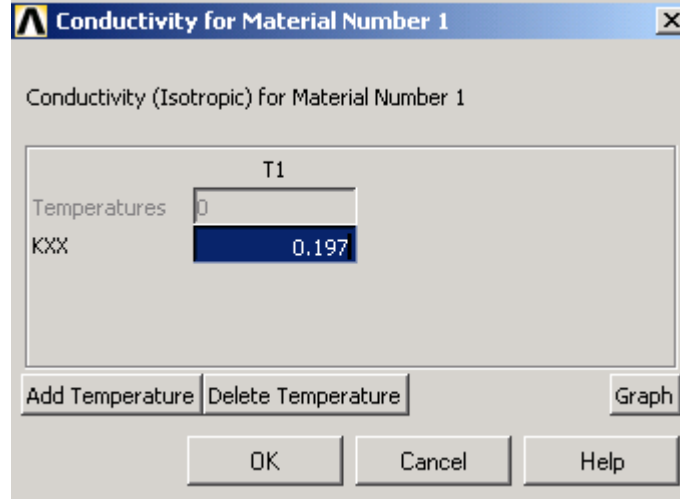 Conductivity for Material Number 1
Conductivity (Isotropic) for Material Number 1
T1
Temperatures 0
KXX 0.197
Add Temperature Delete Temperature Graph
OK Cancel Help